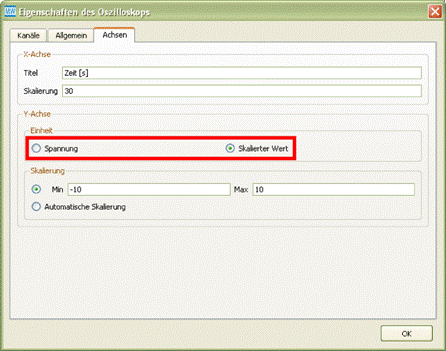 Eigenschaften des Oszilloskops
Kanäle Allgemein Achsen
X-Achse
Titel Zeit [s]
Skalierung 30
Y-Achse
Einheit
Spannung Skalierter Wert
Skalierung
Min -10 Max 10
Automatische Skalierung
OK